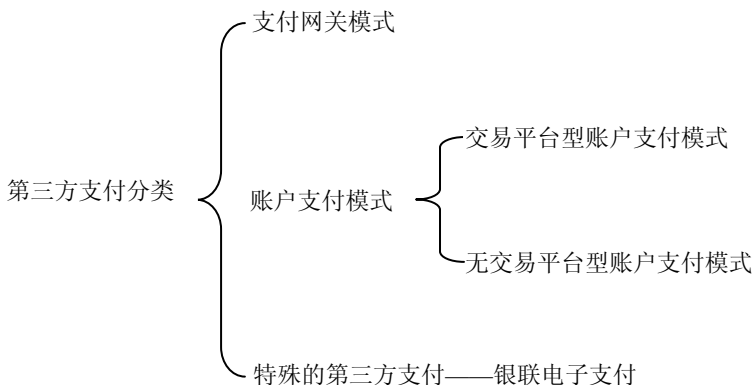 支付网关模式
交易平台型账户支付模式
第三方支付分类
账户支付模式
无交易平台型账户支付模式
特殊的第三方支付——银联电子支付